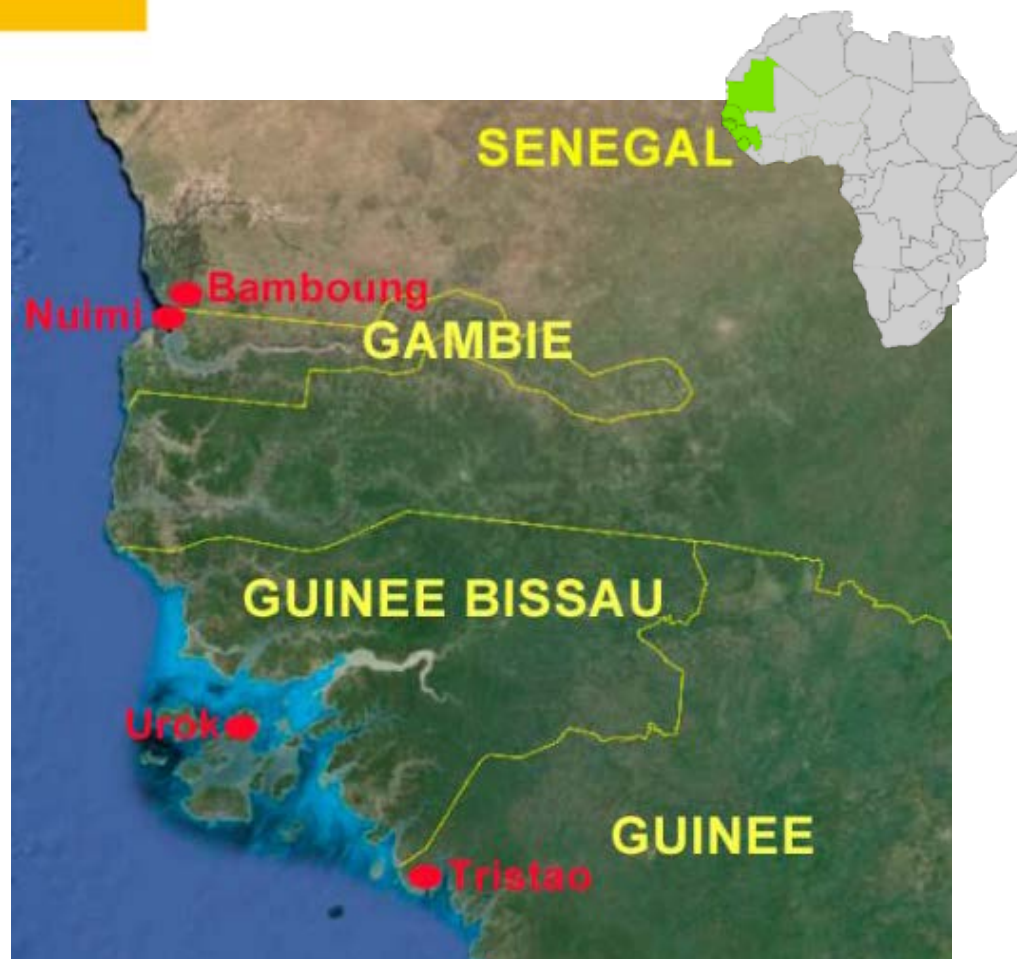 SENEGAL
Bamboung
Nuimi
GAMBIE
GUINEE BISSAU
Urok
GUINEE
Tristao